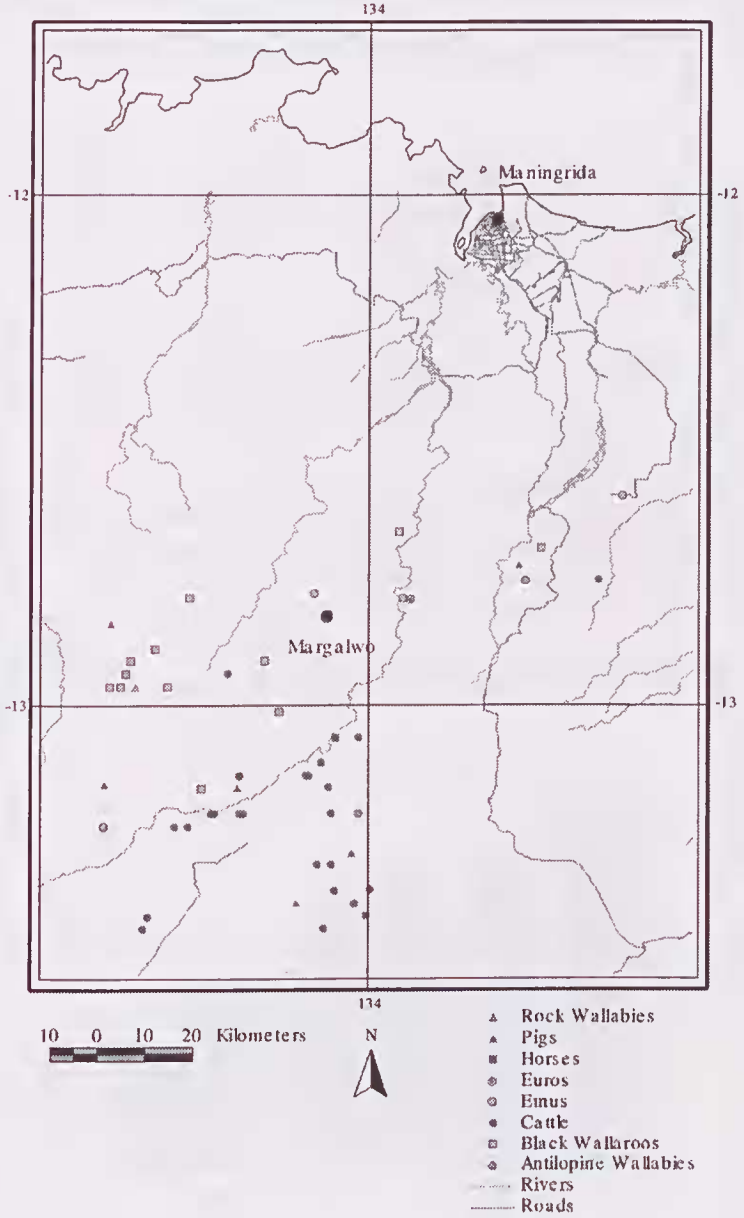 134
Maningrida
-12
-12
Margalwo
-13
-13
134
10 0 10 20 Kilometers
N
Rock Wallabies
Pigs
Horses
Euros
Emus
Cattle
Black Wallaroos
Antilopine Wallabies
Rivers
Roads